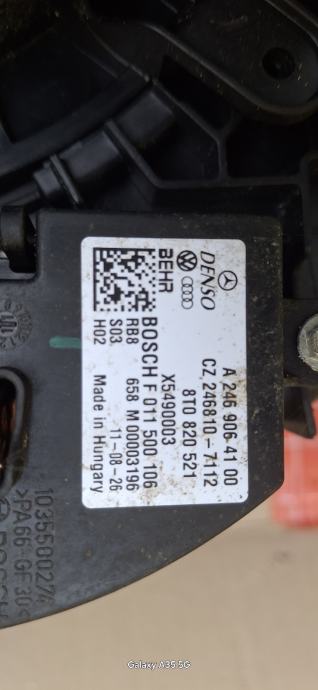 A 246 906 41 00
DENSO CZ 246810-7112
8T0 820 521
BEHR X5490003
BOSCH F 011 500 106
RB8 658 M 00003196
S03 11-08-26
H02 Made in Hungary
1035500274
>PA66-GF30<
Galaxy A35 5G